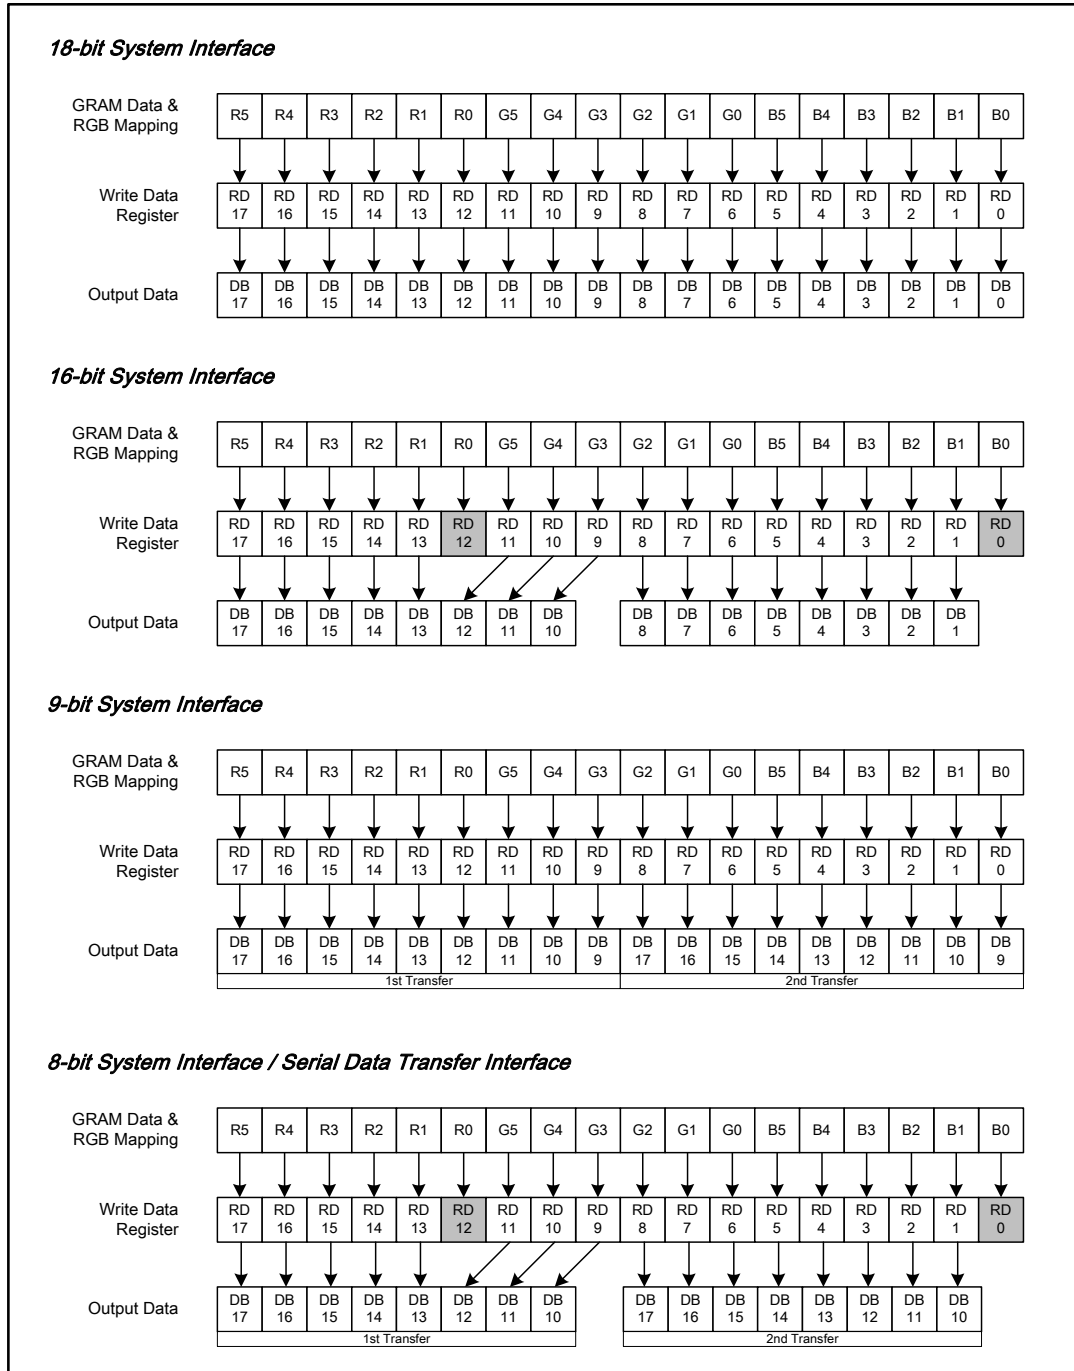 18-bit System Interface
GRAM Data &
RGB Mapping
R5 R4 R3 R2 R1 R0 G5 G4 G3 G2 G1 G0 B5 B4 B3 B2 B1 B0
Write Data
Register
RD 17 RD 16 RD 15 RD 14 RD 13 RD 12 RD 11 RD 10 RD 9 RD 8 RD 7 RD 6 RD 5 RD 4 RD 3 RD 2 RD 1 RD 0
Output Data
DB 17 DB 16 DB 15 DB 14 DB 13 DB 12 DB 11 DB 10 DB 9 DB 8 DB 7 DB 6 DB 5 DB 4 DB 3 DB 2 DB 1 DB 0
16-bit System Interface
GRAM Data &
RGB Mapping
R5 R4 R3 R2 R1 R0 G5 G4 G3 G2 G1 G0 B5 B4 B3 B2 B1 B0
Write Data
Register
RD 17 RD 16 RD 15 RD 14 RD 13 RD 12 RD 11 RD 10 RD 9 RD 8 RD 7 RD 6 RD 5 RD 4 RD 3 RD 2 RD 1 RD 0
Output Data
DB 17 DB 16 DB 15 DB 14 DB 13 DB 12 DB 11 DB 10 DB 8 DB 7 DB 6 DB 5 DB 4 DB 3 DB 2 DB 1
9-bit System Interface
GRAM Data &
RGB Mapping
R5 R4 R3 R2 R1 R0 G5 G4 G3 G2 G1 G0 B5 B4 B3 B2 B1 B0
Write Data
Register
RD 17 RD 16 RD 15 RD 14 RD 13 RD 12 RD 11 RD 10 RD 9 RD 8 RD 7 RD 6 RD 5 RD 4 RD 3 RD 2 RD 1 RD 0
Output Data
DB 17 DB 16 DB 15 DB 14 DB 13 DB 12 DB 11 DB 10 DB 9 DB 17 DB 16 DB 15 DB 14 DB 13 DB 12 DB 11 DB 10 DB 9
1st Transfer 2nd Transfer
8-bit System Interface / Serial Data Transfer Interface
GRAM Data &
RGB Mapping
R5 R4 R3 R2 R1 R0 G5 G4 G3 G2 G1 G0 B5 B4 B3 B2 B1 B0
Write Data
Register
RD 17 RD 16 RD 15 RD 14 RD 13 RD 12 RD 11 RD 10 RD 9 RD 8 RD 7 RD 6 RD 5 RD 4 RD 3 RD 2 RD 1 RD 0
Output Data
DB 17 DB 16 DB 15 DB 14 DB 13 DB 12 DB 11 DB 10 DB 17 DB 16 DB 15 DB 14 DB 13 DB 12 DB 11 DB 10
1st Transfer 2nd Transfer